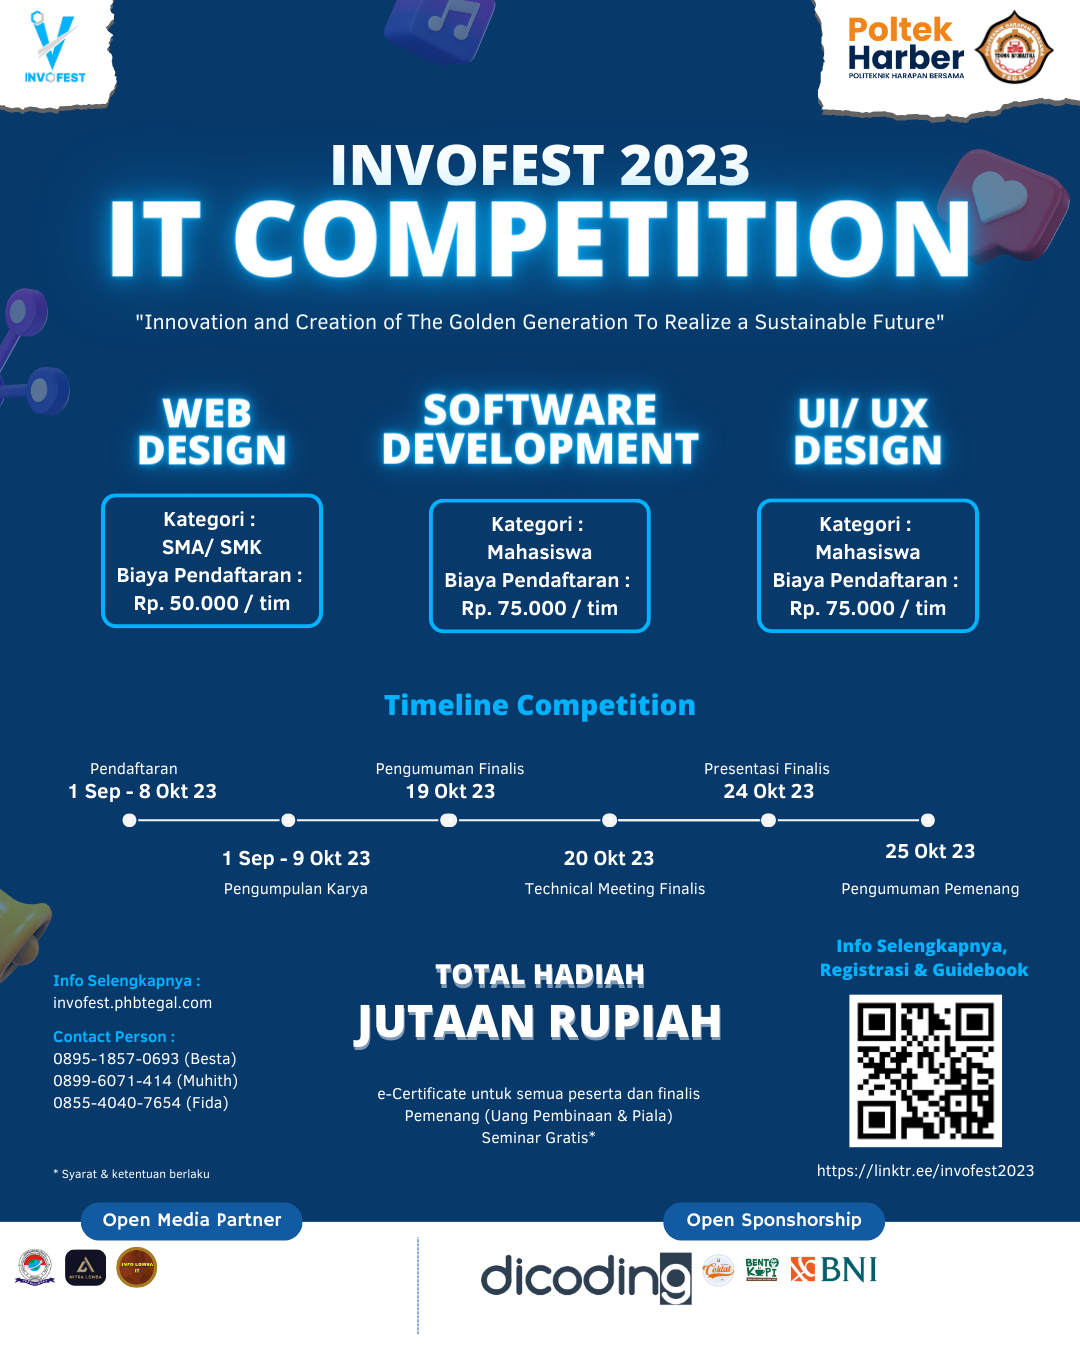 INVOFEST
Poltek
Harber
POLITEKNIK HARAPAN BERSAMA
INVOFEST 2023
IT COMPETITION
"Innovation and Creation of The Golden Generation To Realize a Sustainable Future"
WEB
DESIGN
Kategori :
SMA/ SMK
Biaya Pendaftaran :
Rp. 50.000 / tim
SOFTWARE
DEVELOPMENT
Kategori :
Mahasiswa
Biaya Pendaftaran :
Rp. 75.000 / tim
UI/ UX
DESIGN
Kategori :
Mahasiswa
Biaya Pendaftaran :
Rp. 75.000 / tim
Timeline Competition
Pendaftaran
1 Sep - 8 Okt 23
1 Sep - 9 Okt 23
Pengumpulan Karya
Pengumuman Finalis
19 Okt 23
20 Okt 23
Technical Meeting Finalis
Presentasi Finalis
24 Okt 23
25 Okt 23
Pengumuman Pemenang
Info Selengkapnya :
invofest.phbtegal.com
Contact Person :
0895-1857-0693 (Besta)
0899-6071-414 (Muhith)
0855-4040-7654 (Fida)
* Syarat & ketentuan berlaku
TOTAL HADIAH
JUTAAN RUPIAH
e-Certificate untuk semua peserta dan finalis
Pemenang (Uang Pembinaan & Piala)
Seminar Gratis*
Info Selengkapnya,
Registrasi & Guidebook
https://linktr.ee/invofest2023
Open Media Partner
MITRA LOMBA
INFO LOMBA
IT
Open Sponshorship
dicoding
BENTO
KOPI
BNI